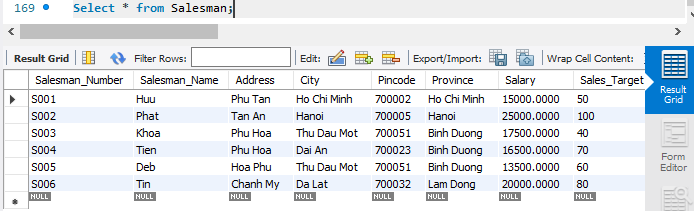 169 Select * from Salesman;
Result Grid Filter Rows: Edit: Export/Import: Wrap Cell Content:
Salesman_Number Salesman_Name Address City Pincode Province Salary Sales_Target
S001 Huu Phu Tan Ho Chi Minh 700002 Ho Chi Minh 15000.0000 50
S002 Phat Tan An Hanoi 700005 Hanoi 25000.0000 100
S003 Khoa Phu Hoa Thu Dau Mot 700051 Binh Duong 17500.0000 40
S004 Tien Phu Hoa Dai An 700023 Binh Duong 16500.0000 70
S005 Deb Hoa Phu Thu Dau Mot 700051 Binh Duong 13500.0000 60
S006 Tin Chanh My Da Lat 700032 Lam Dong 20000.0000 80
NULL NULL NULL NULL NULL NULL NULL NULL
Result
Grid
Form
Editor